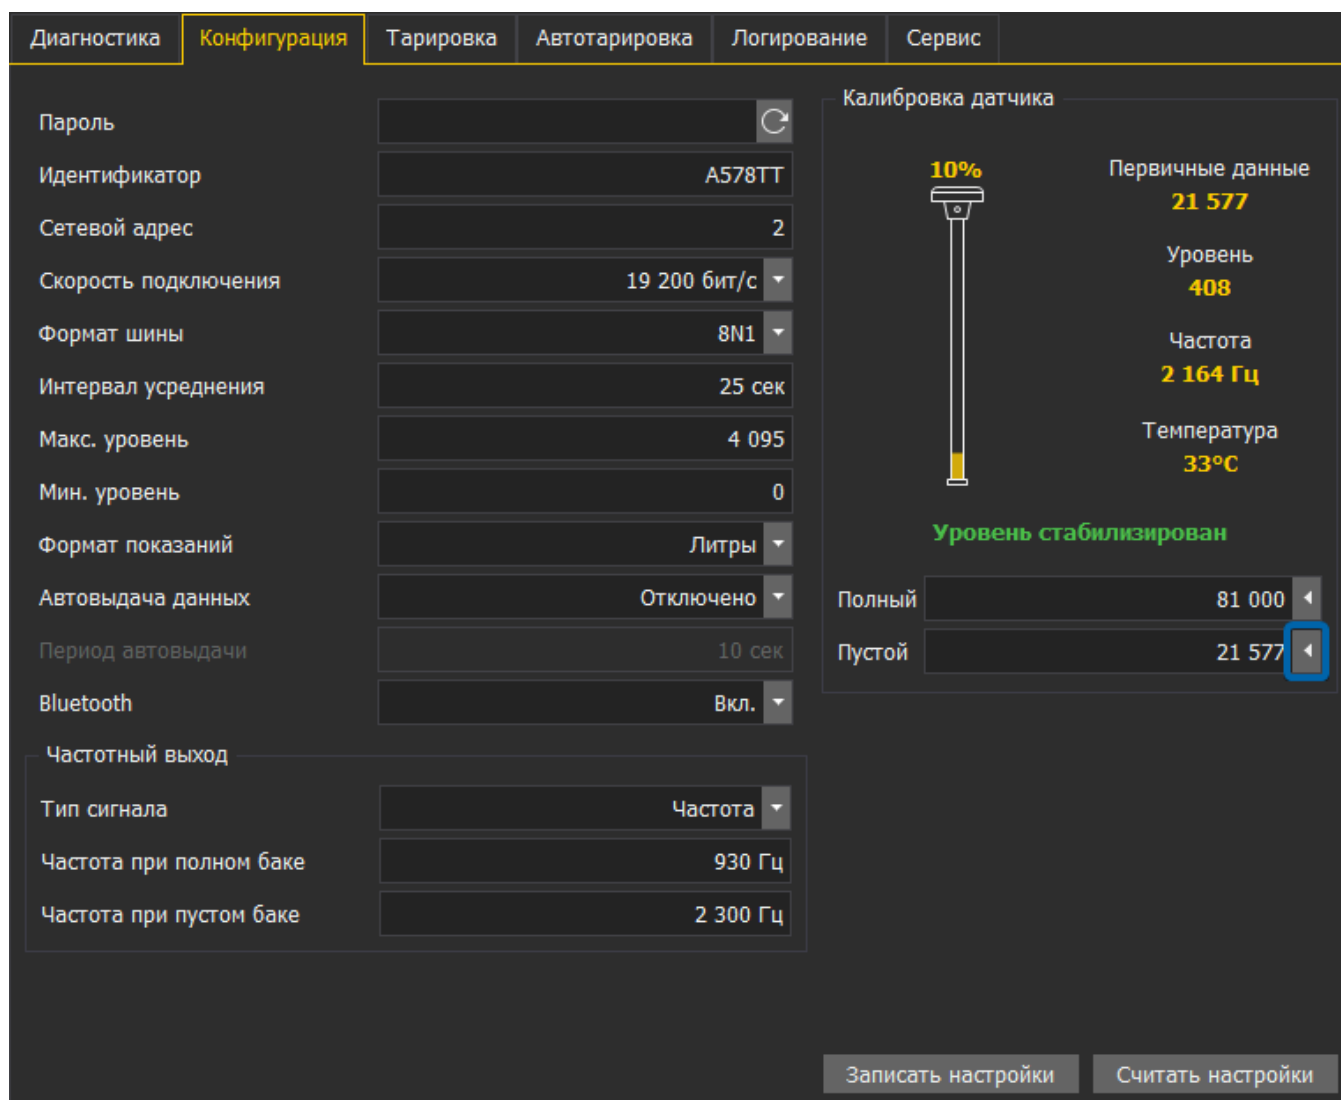 Диагностика Конфигурация Тарировка Автотарировка Логирование Сервис
Пароль
Идентификатор A578TT
Сетевой адрес 2
Скорость подключения 19 200 бит/с
Формат шины 8N1
Интервал усреднения 25 сек
Макс. уровень 4 095
Мин. уровень 0
Формат показаний Литры
Автовыдача данных Отключено
Период автовыдачи 10 сек
Bluetooth Вкл.
Частотный выход
Тип сигнала Частота
Частота при полном баке 930 Гц
Частота при пустом баке 2 300 Гц
Калибровка датчика
10%
Первичные данные
21 577
Уровень
408
Частота
2 164 Гц
Температура
33°C
Уровень стабилизирован
Полный 81 000
Пустой 21 577
Записать настройки Считать настройки